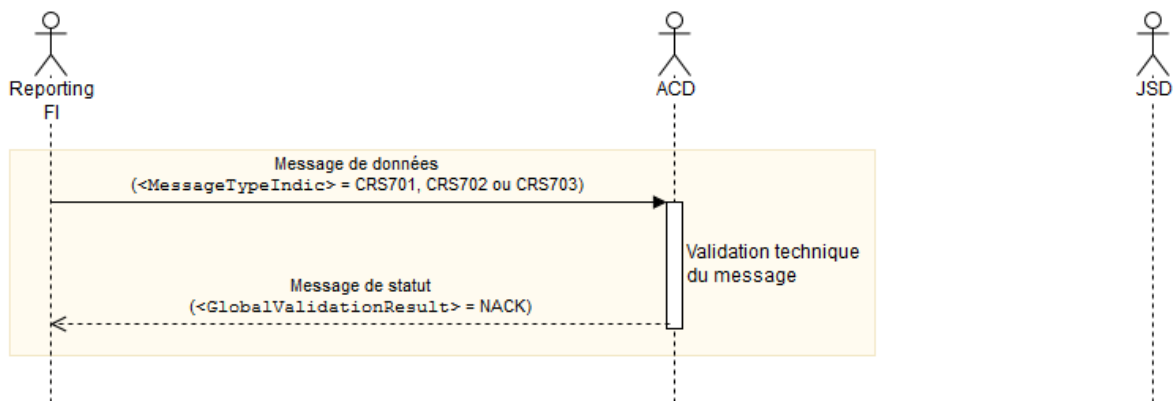 Reporting
FI
ACD
JSD
Message de données
(<MessageTypeIndic> = CRS701, CRS702 ou CRS703)
Validation technique
du message
Message de statut
(<GlobalValidationResult> = NACK)